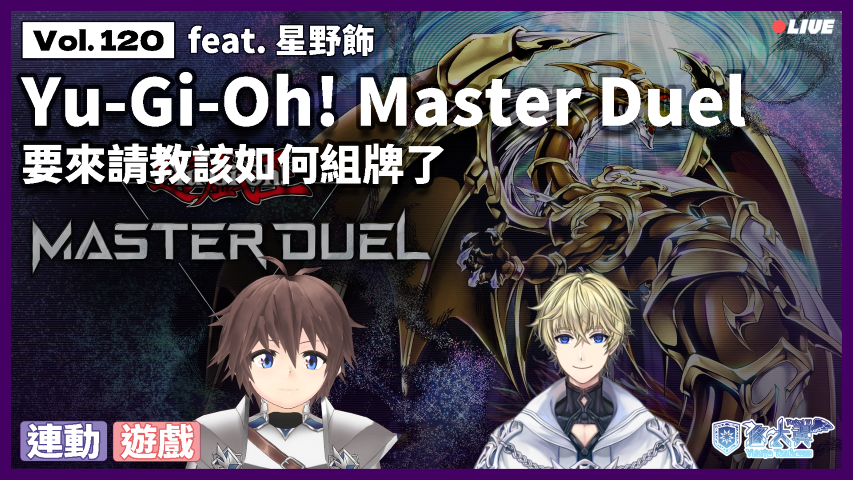 Vol.120 feat. 星野飾
LIVE
Yu-Gi-Oh! Master Duel
要來請教該如何組牌了
MASTER DUEL
連動 遊戲